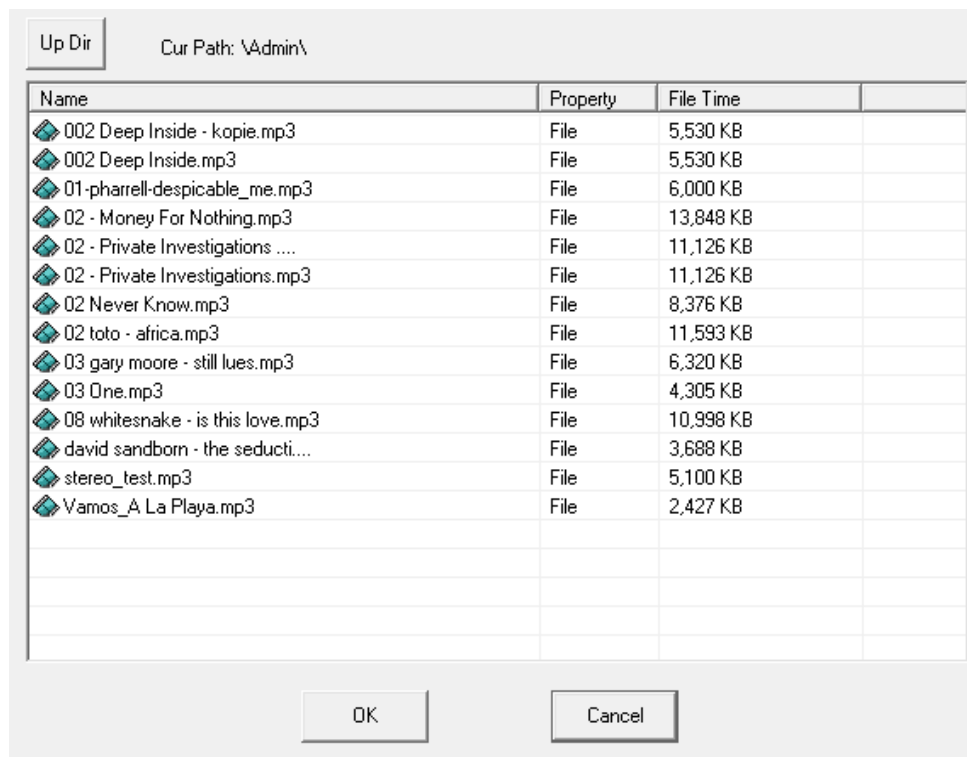 Up Dir Cur Path: \Admin\
Name Property File Time
002 Deep Inside - kopie.mp3 File 5,530 KB
002 Deep Inside.mp3 File 5,530 KB
01-pharrell-despicable_me.mp3 File 6,000 KB
02 - Money For Nothing.mp3 File 13,848 KB
02 - Private Investigations .... File 11,126 KB
02 - Private Investigations.mp3 File 11,126 KB
02 Never Know.mp3 File 8,376 KB
02 toto - africa.mp3 File 11,593 KB
03 gary moore - still lues.mp3 File 6,320 KB
03 One.mp3 File 4,305 KB
08 whitesnake - is this love.mp3 File 10,998 KB
david sandborn - the seducti.... File 3,688 KB
stereo_test.mp3 File 5,100 KB
Vamos_A La Playa.mp3 File 2,427 KB
OK Cancel